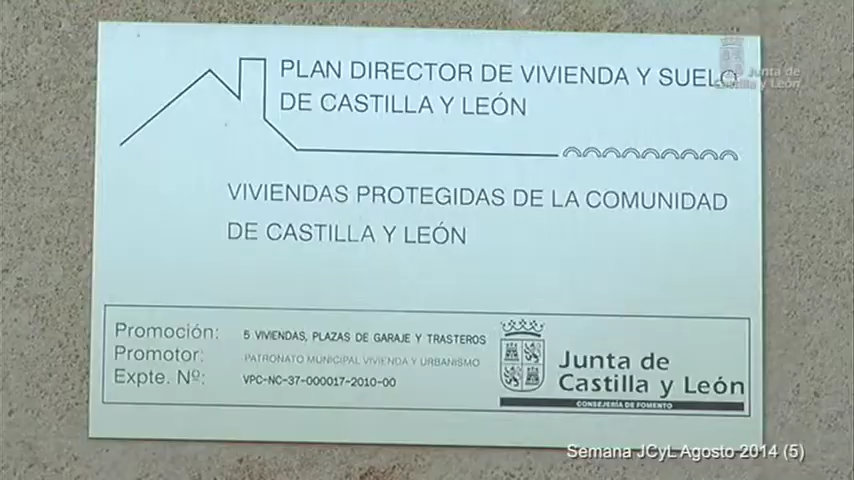 PLAN DIRECTOR DE VIVIENDA Y SUELO
DE CASTILLA Y LEÓN
Junta de
Castilla y León
VIVIENDAS PROTEGIDAS DE LA COMUNIDAD
DE CASTILLA Y LEÓN
Promoción: 5 VIVIENDAS, PLAZAS DE GARAJE Y TRASTEROS
Promotor: PATRONATO MUNICIPAL VIVIENDA Y URBANISMO
Expte. Nº: VPC-NC-37-000017-2010-00
Junta de
Castilla y León
CONSEJERÍA DE FOMENTO
Semana JCyL Agosto 2014 (5)